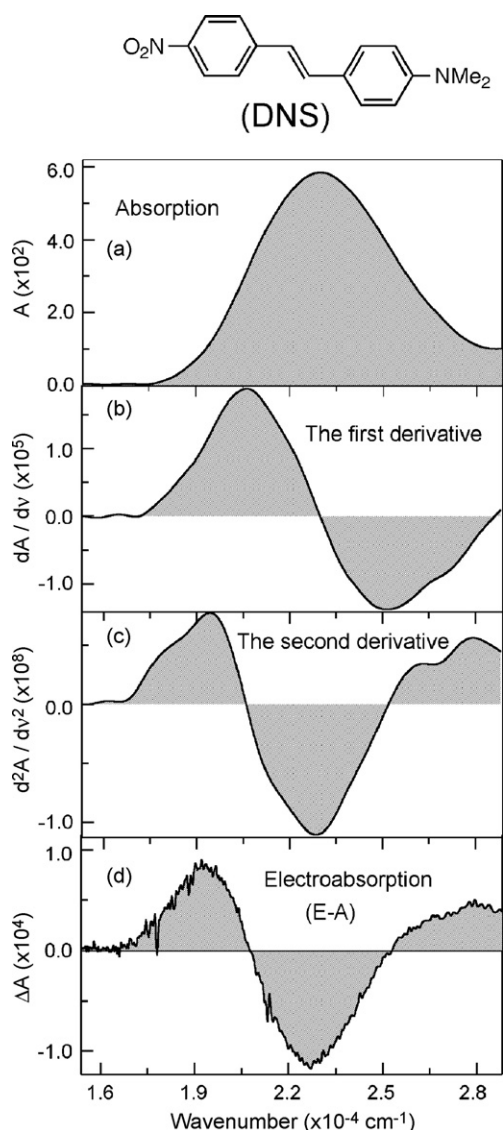 O₂N
NMe₂
(DNS)
6.0
Absorption
4.0
(a)
A (x10²)
2.0
0.0
(b)
The first derivative
1.0
dA / dν (x10⁵)
0.0
-1.0
(c)
The second derivative
d²A / dν² (x10⁸)
0.0
-1.0
1.0
(d)
Electroabsorption
(E-A)
ΔA (x10⁴)
0.0
-1.0
1.6 1.9 2.2 2.5 2.8
Wavenumber (x10⁻⁴ cm⁻¹)